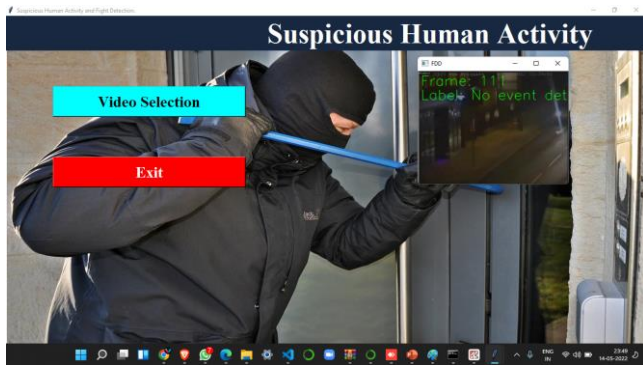 Suspicious Human Activity and Fight Detection.
Suspicious Human Activity
FDD
Frame: 111
Label: No event det
Video Selection
Exit
ENG
IN
23:49
14-05-2022